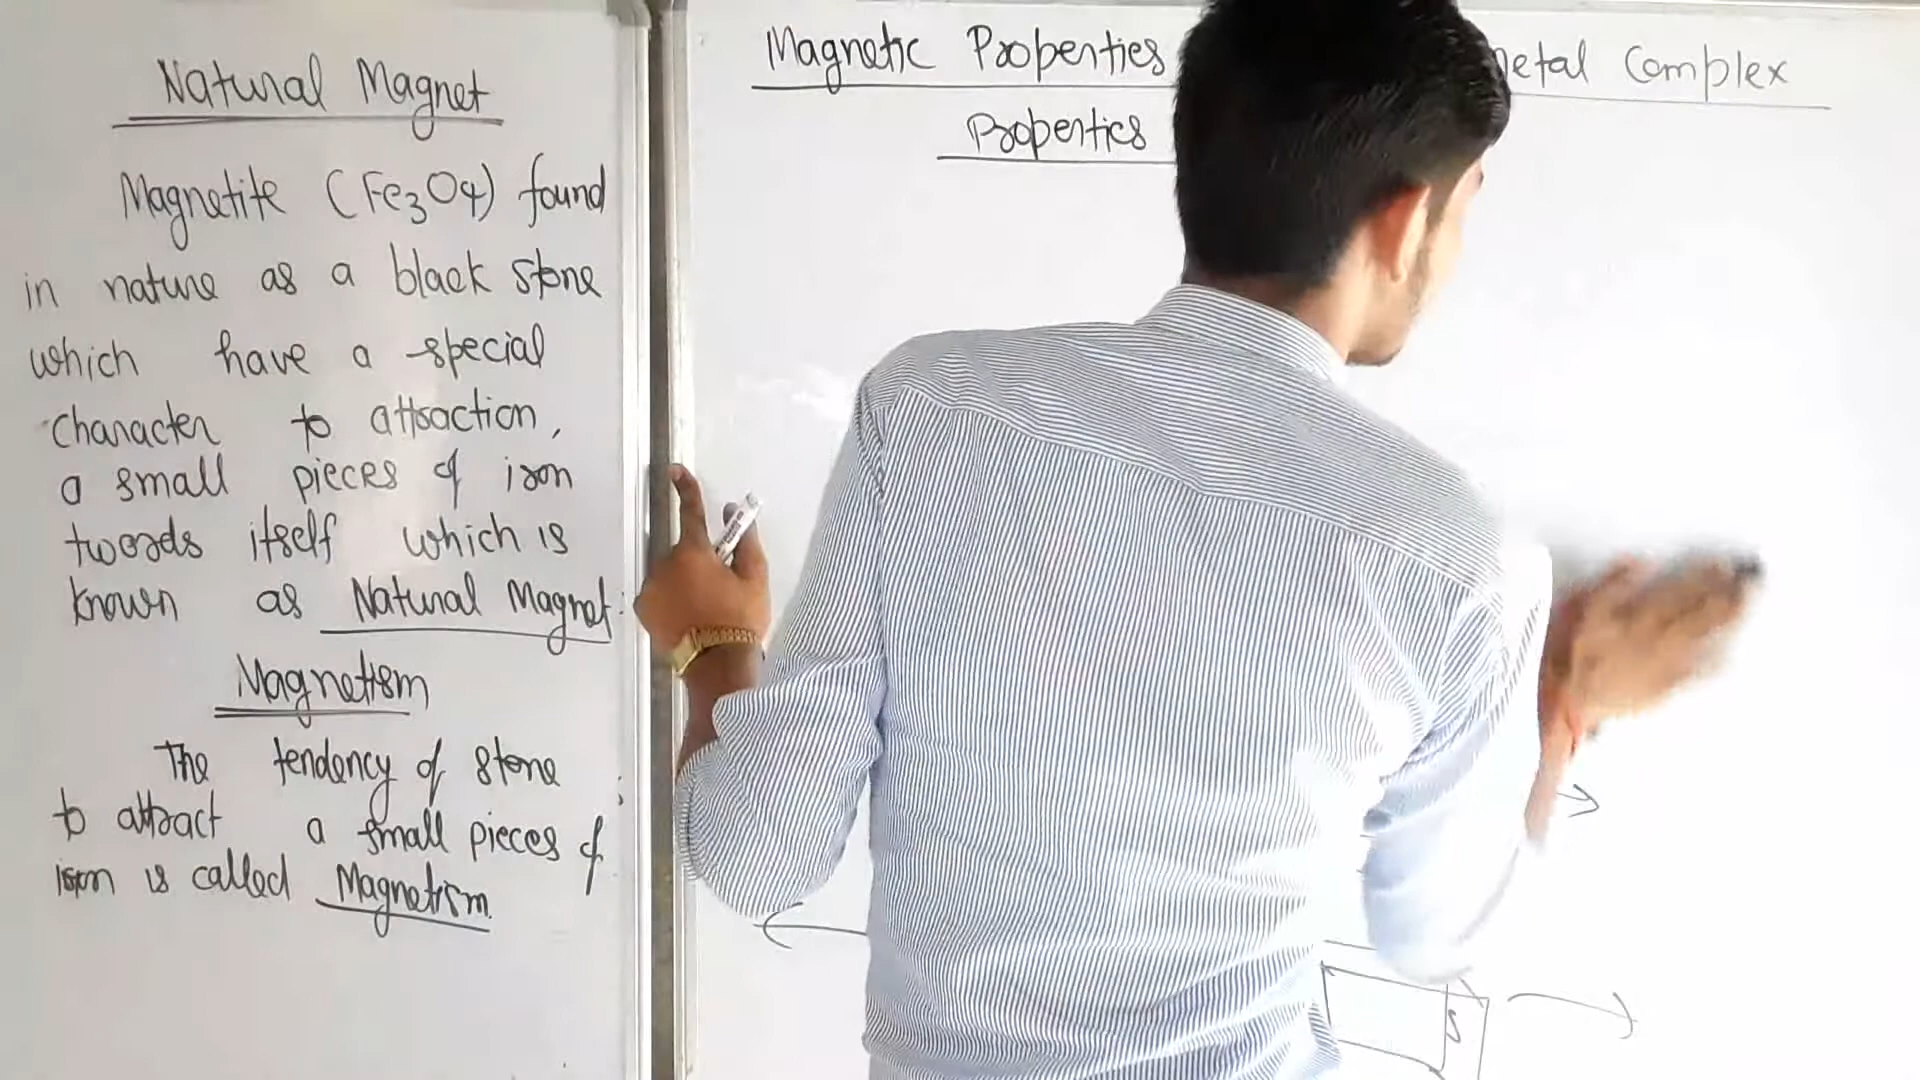 Natural Magnet
Magnetite (Fe3O4) found
in nature as a black stone
which have a special
character to attraction,
a small pieces of iron
twords itself which is
known as Natural Magnet.
Magnetism
The tendency of stone
to attract a small pieces of
iron is called Magnetism.
Magnetic Properties
metal Complex
Properties
S